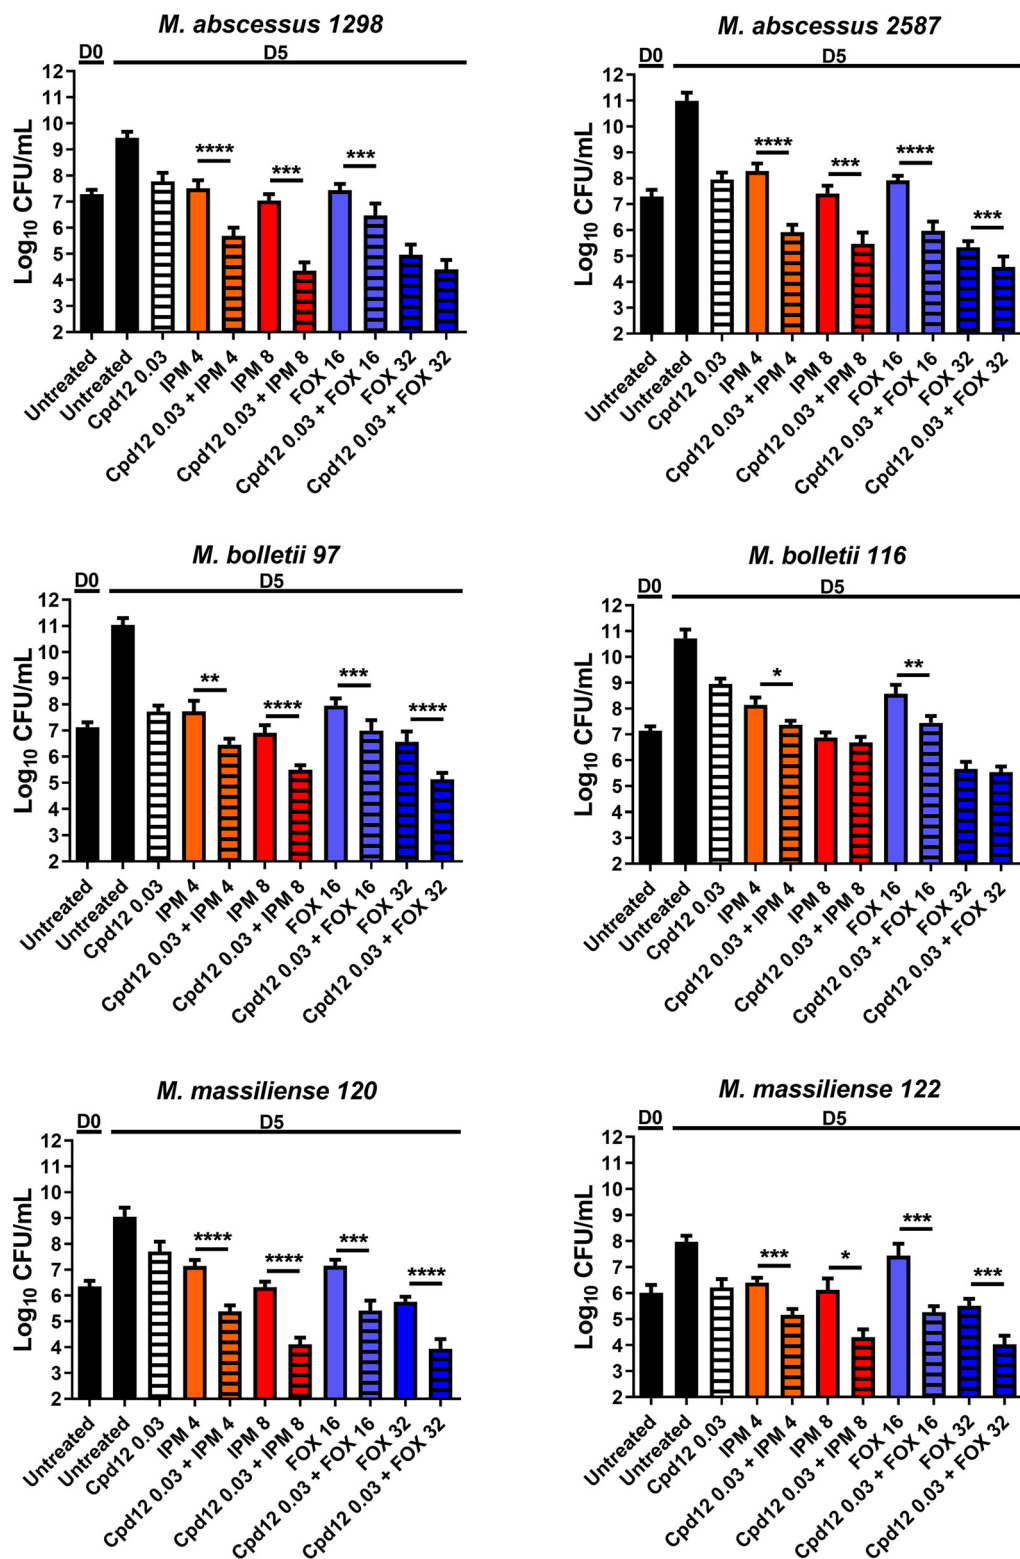 M. abscessus 1298
D0
D5
Log10 CFU/mL
12
11
10
9
8
7
6
5
4
3
2
****
***
***
Untreated
Untreated
Cpd12 0.03
IPM 4
Cpd12 0.03 + IPM 4
IPM 8
Cpd12 0.03 + IPM 8
FOX 16
Cpd12 0.03 + FOX 16
FOX 32
Cpd12 0.03 + FOX 32
M. abscessus 2587
D0
D5
Log10 CFU/mL
12
11
10
9
8
7
6
5
4
3
2
****
***
****
***
Untreated
Untreated
Cpd12 0.03
IPM 4
Cpd12 0.03 + IPM 4
IPM 8
Cpd12 0.03 + IPM 8
FOX 16
Cpd12 0.03 + FOX 16
FOX 32
Cpd12 0.03 + FOX 32
M. bolletii 97
D0
D5
Log10 CFU/mL
12
11
10
9
8
7
6
5
4
3
2
**
****
***
****
Untreated
Untreated
Cpd12 0.03
IPM 4
Cpd12 0.03 + IPM 4
IPM 8
Cpd12 0.03 + IPM 8
FOX 16
Cpd12 0.03 + FOX 16
FOX 32
Cpd12 0.03 + FOX 32
M. bolletii 116
D0
D5
Log10 CFU/mL
12
11
10
9
8
7
6
5
4
3
2
*
**
Untreated
Untreated
Cpd12 0.03
IPM 4
Cpd12 0.03 + IPM 4
IPM 8
Cpd12 0.03 + IPM 8
FOX 16
Cpd12 0.03 + FOX 16
FOX 32
Cpd12 0.03 + FOX 32
M. massiliense 120
D0
D5
Log10 CFU/mL
12
11
10
9
8
7
6
5
4
3
2
****
****
***
****
Untreated
Untreated
Cpd12 0.03
IPM 4
Cpd12 0.03 + IPM 4
IPM 8
Cpd12 0.03 + IPM 8
FOX 16
Cpd12 0.03 + FOX 16
FOX 32
Cpd12 0.03 + FOX 32
M. massiliense 122
D0
D5
Log10 CFU/mL
12
11
10
9
8
7
6
5
4
3
2
***
*
***
***
Untreated
Untreated
Cpd12 0.03
IPM 4
Cpd12 0.03 + IPM 4
IPM 8
Cpd12 0.03 + IPM 8
FOX 16
Cpd12 0.03 + FOX 16
FOX 32
Cpd12 0.03 + FOX 32